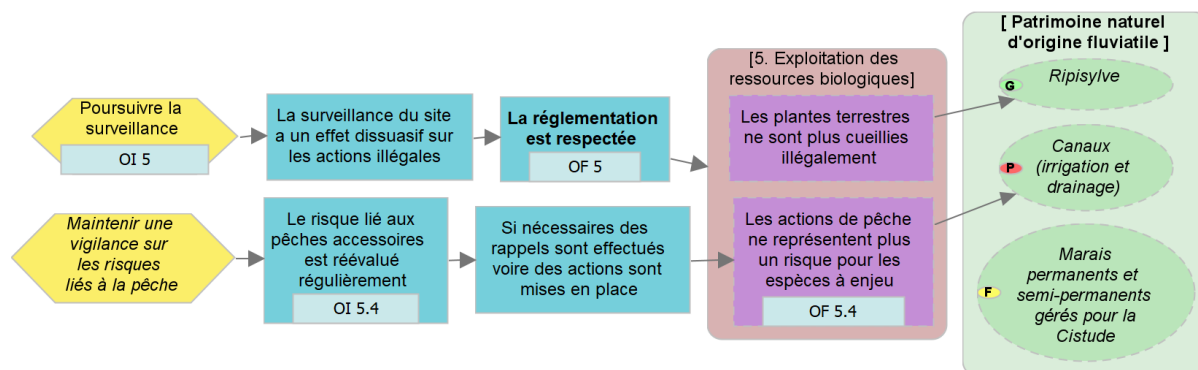 Poursuivre la
surveillance
OI 5
La surveillance du site
a un effet dissuasif sur
les actions illégales
La réglementation
est respectée
OF 5
[5. Exploitation des
ressources biologiques]
Les plantes terrestres
ne sont plus cueillies
illégalement
[ Patrimoine naturel
d'origine fluviatile ]
G
Ripisylve
P
Canaux
(irrigation et
drainage)
Maintenir une
vigilance sur
les risques
liés à la pêche
Le risque lié aux
pêches accessoires
est réévalué
régulièrement
OI 5.4
Si nécessaires des
rappels sont effectués
voire des actions sont
mises en place
Les actions de pêche
ne représentent plus
un risque pour les
espèces à enjeu
OF 5.4
F
Marais
permanents et
semi-permanents
gérés pour la
Cistude